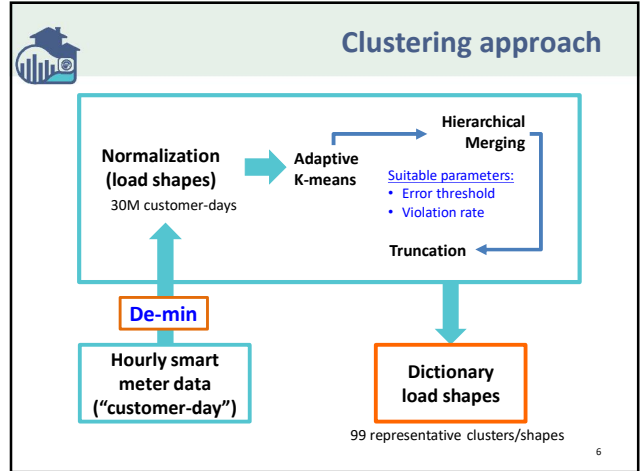 Clustering approach
Normalization
(load shapes)
30M customer-days
Adaptive
K-means
Hierarchical
Merging
Suitable parameters:
• Error threshold
• Violation rate
Truncation
De-min
Hourly smart
meter data
(“customer-day”)
Dictionary
load shapes
99 representative clusters/shapes
6